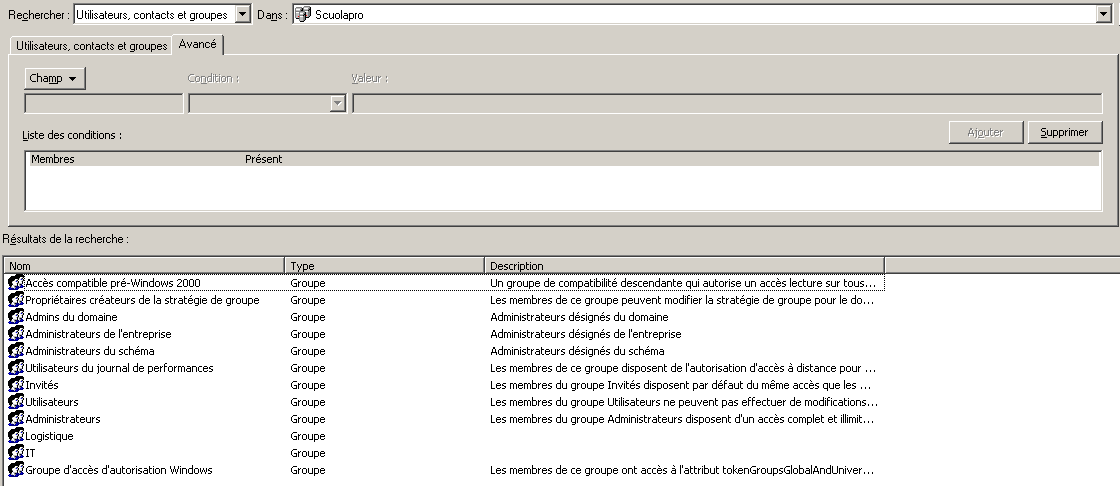 Rechercher : Utilisateurs, contacts et groupes Dans : Scuolapro
Utilisateurs, contacts et groupes Avancé
Champ Condition : Valeur :
Liste des conditions : Ajouter Supprimer
Membres Présent
Résultats de la recherche :
Nom Type Description
Accès compatible pré-Windows 2000 Groupe Un groupe de compatibilité descendante qui autorise un accès lecture sur tous...
Propriétaires créateurs de la stratégie de groupe Groupe Les membres de ce groupe peuvent modifier la stratégie de groupe pour le do...
Admins du domaine Groupe Administrateurs désignés du domaine
Administrateurs de l'entreprise Groupe Administrateurs désignés de l'entreprise
Administrateurs du schéma Groupe Administrateurs désignés du schéma
Utilisateurs du journal de performances Groupe Les membres de ce groupe disposent de l'autorisation d'accès à distance pour ...
Invités Groupe Les membres du groupe Invités disposent par défaut du même accès que les ...
Utilisateurs Groupe Les membres du groupe Utilisateurs ne peuvent pas effectuer de modifications...
Administrateurs Groupe Les membres du groupe Administrateurs disposent d'un accès complet et illimit...
Logistique Groupe
IT Groupe
Groupe d'accès d'autorisation Windows Groupe Les membres de ce groupe ont accès à l'attribut tokenGroupsGlobalAndUniver...